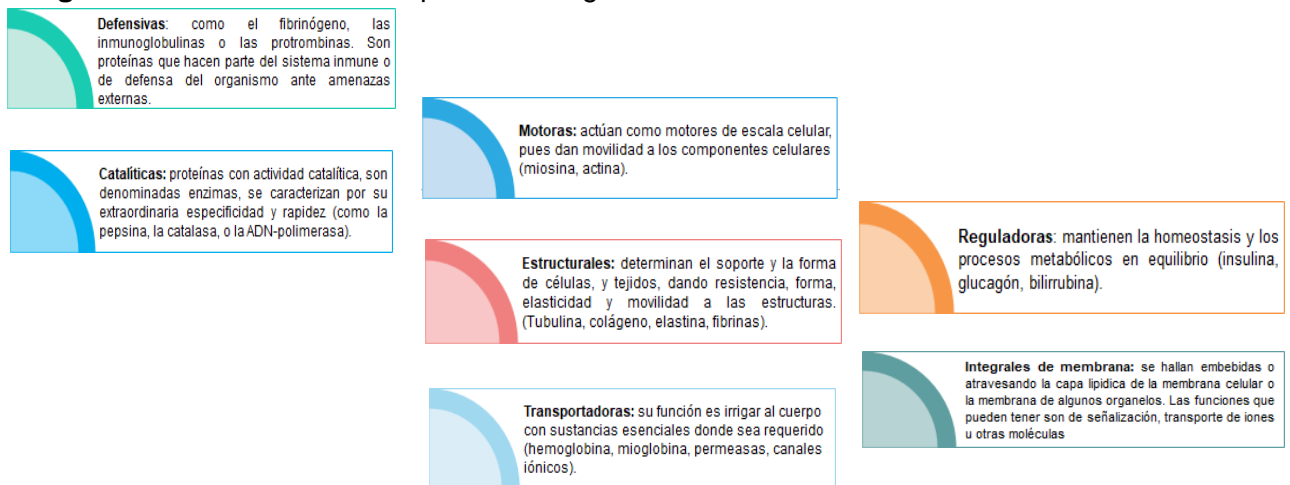 Defensivas: como el fibrinógeno, las
inmunoglobulinas o las protrombinas. Son
proteínas que hacen parte del sistema inmune o
de defensa del organismo ante amenazas
externas.
Catalíticas: proteínas con actividad catalítica, son
denominadas enzimas, se caracterizan por su
extraordinaria especificidad y rapidez (como la
pepsina, la catalasa, o la ADN-polimerasa).
Motoras: actúan como motores de escala celular,
pues dan movilidad a los componentes celulares
(miosina, actina).
Estructurales: determinan el soporte y la forma
de células, y tejidos, dando resistencia, forma,
elasticidad y movilidad a las estructuras.
(Tubulina, colágeno, elastina, fibrinas).
Transportadoras: su función es irrigar al cuerpo
con sustancias esenciales donde sea requerido
(hemoglobina, mioglobina, permeasas, canales
iónicos).
Reguladoras: mantienen la homeostasis y los
procesos metabólicos en equilibrio (insulina,
glucagón, bilirrubina).
Integrales de membrana: se hallan embebidas o
atravesando la capa lipidica de la membrana celular o
la membrana de algunos organelos. Las funciones que
pueden tener son de señalización, transporte de iones
u otras moléculas